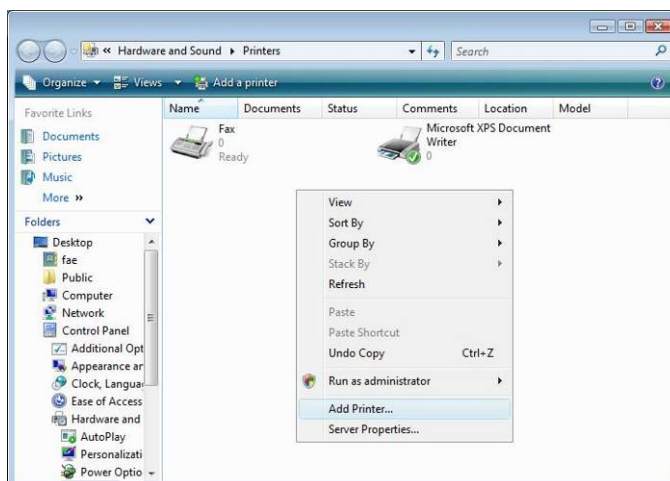 « Hardware and Sound ▸ Printers
Search
Organize Views Add a printer
Favorite Links
Documents
Pictures
Music
More »
Folders
Desktop
fae
Public
Computer
Network
Control Panel
Additional Opt
Appearance ar
Clock, Languag
Ease of Access
Hardware and
AutoPlay
Personalizati
Power Optio
Name Documents Status Comments Location Model
Fax
0
Ready
Microsoft XPS Document
Writer
0
View
Sort By
Group By
Stack By
Refresh
Paste
Paste Shortcut
Undo Copy Ctrl+Z
Run as administrator
Add Printer...
Server Properties...